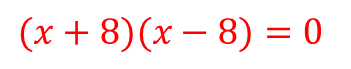 (x + 8)(x − 8) = 0